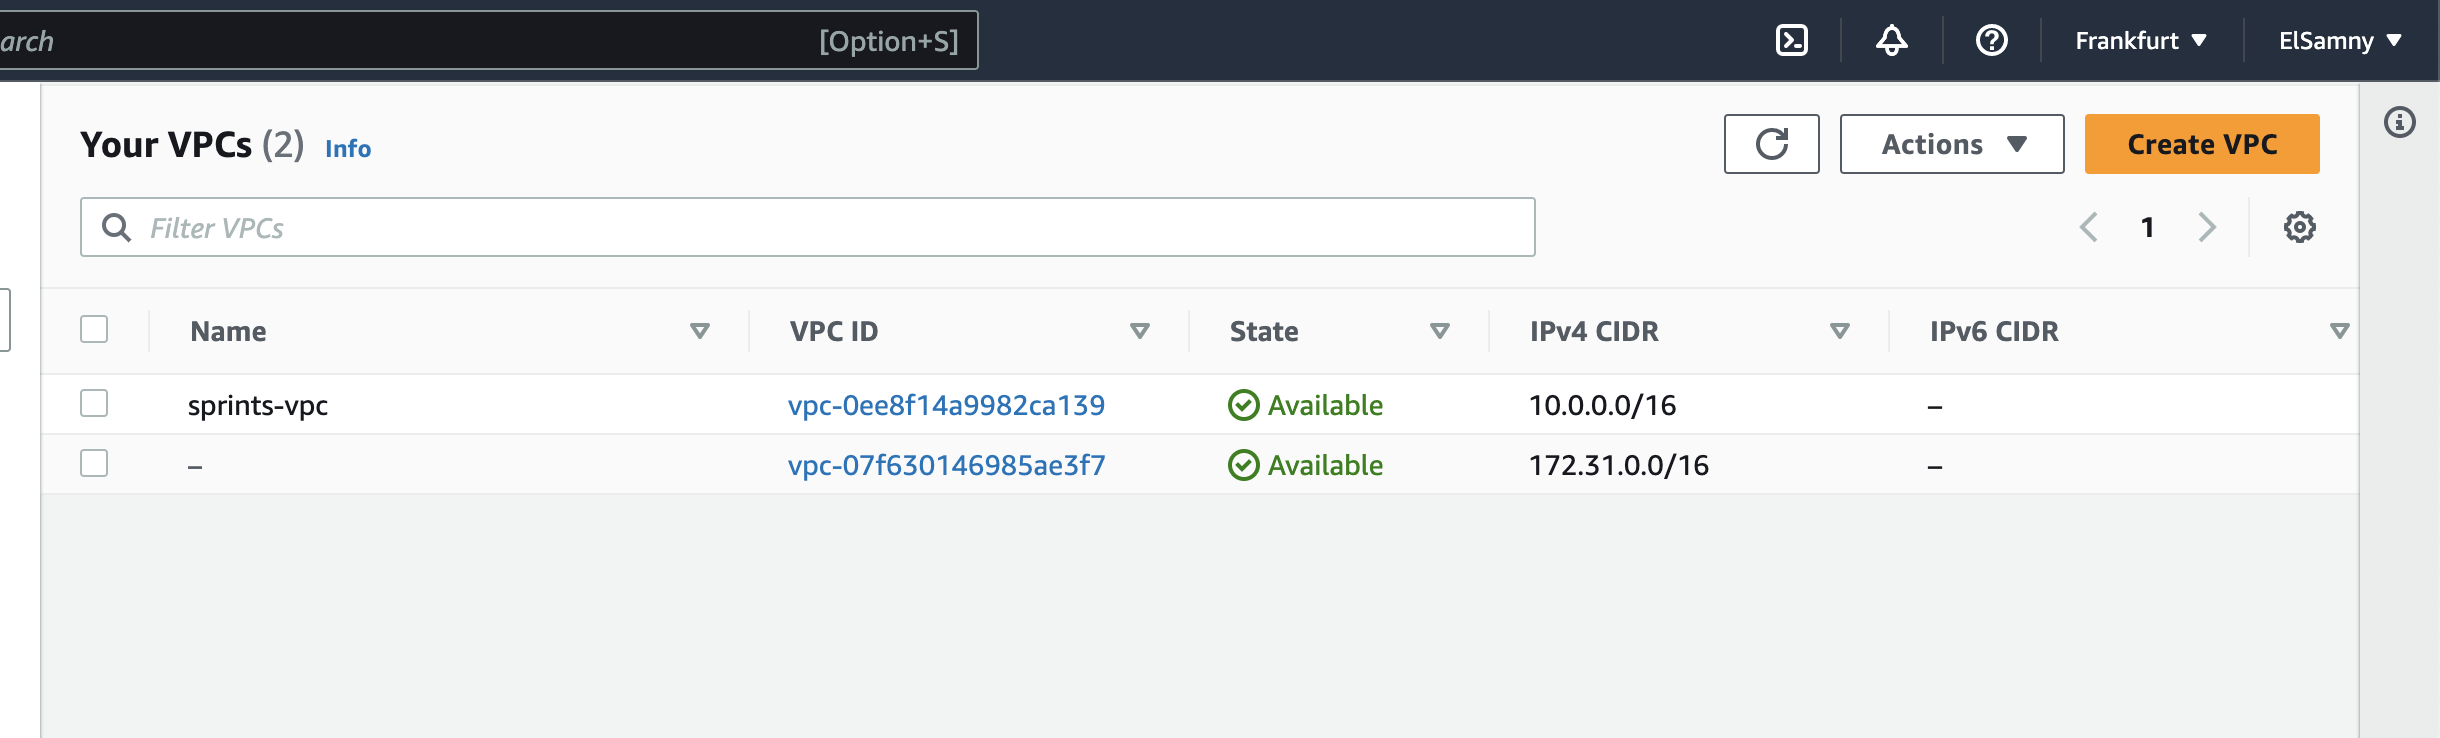 arch [Option+S] Frankfurt ElSamny
Your VPCs (2) Info Actions Create VPC
Filter VPCs 1
Name VPC ID State IPv4 CIDR IPv6 CIDR
sprints-vpc vpc-0ee8f14a9982ca139 Available 10.0.0.0/16 –
– vpc-07f630146985ae3f7 Available 172.31.0.0/16 –